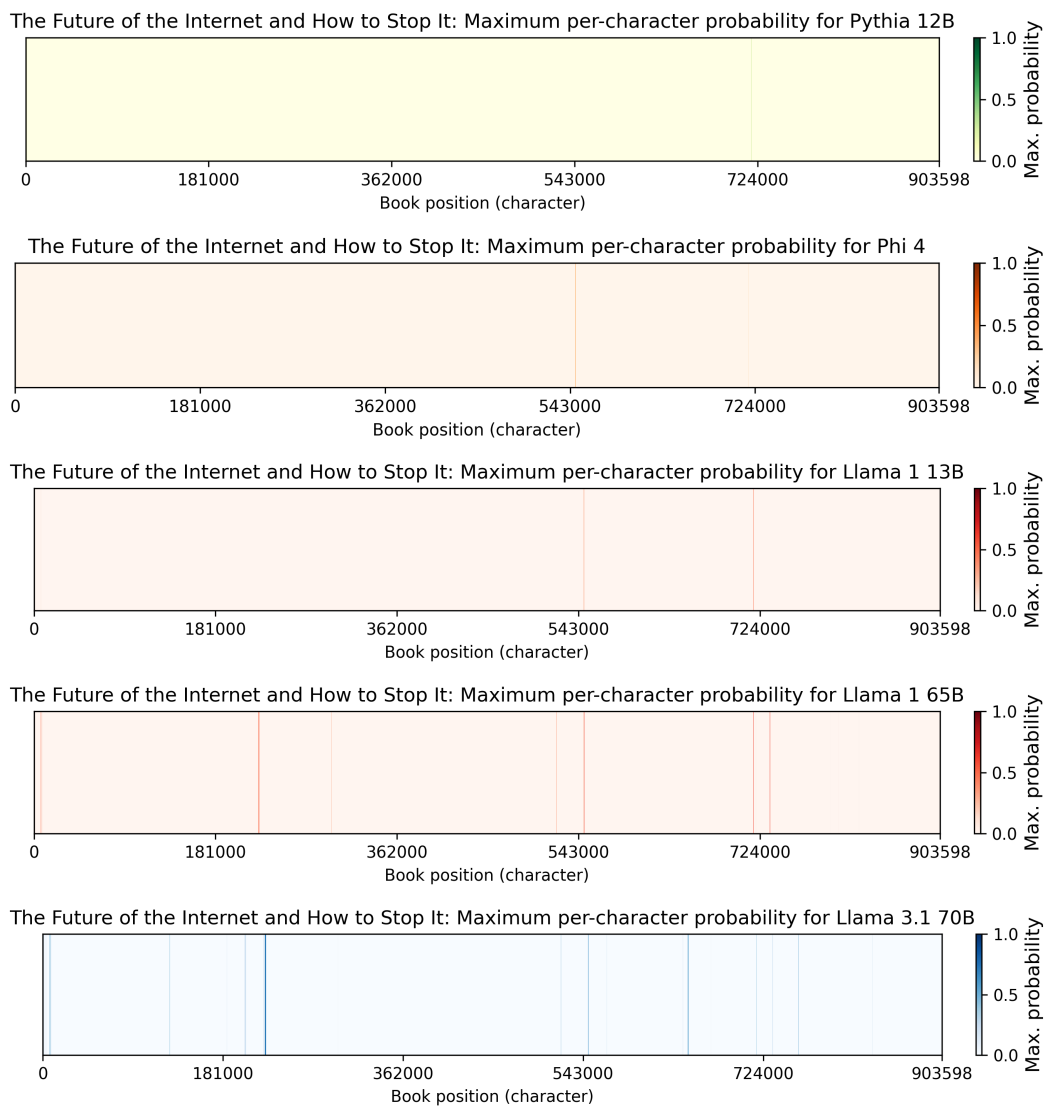 The Future of the Internet and How to Stop It: Maximum per-character probability for Pythia 12B
1.0
0.5
0.0
Max. probability
0 181000 362000 543000 724000 903598
Book position (character)
The Future of the Internet and How to Stop It: Maximum per-character probability for Phi 4
1.0
0.5
0.0
Max. probability
0 181000 362000 543000 724000 903598
Book position (character)
The Future of the Internet and How to Stop It: Maximum per-character probability for Llama 1 13B
1.0
0.5
0.0
Max. probability
0 181000 362000 543000 724000 903598
Book position (character)
The Future of the Internet and How to Stop It: Maximum per-character probability for Llama 1 65B
1.0
0.5
0.0
Max. probability
0 181000 362000 543000 724000 903598
Book position (character)
The Future of the Internet and How to Stop It: Maximum per-character probability for Llama 3.1 70B
1.0
0.5
0.0
Max. probability
0 181000 362000 543000 724000 903598
Book position (character)